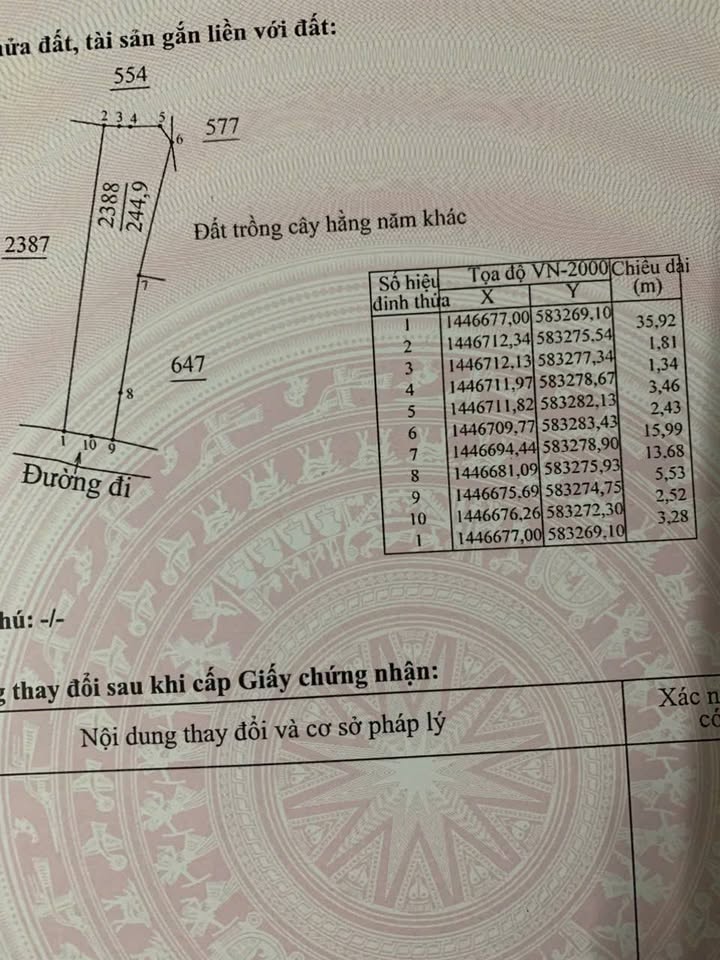 ửa đất, tài sản gắn liền với đất:
554
2 3 4 5
6
577
2388
244,9
2387
Đất trồng cây hằng năm khác
7
647
8
1 10 9
Đường đi
Số hiệu đỉnh thửa Tọa độ VN-2000 Chiều dài (m)
X Y
1 1446677,00 583269,10
35,92
2 1446712,34 583275,54
1,81
3 1446712,13 583277,34
1,34
4 1446711,97 583278,67
3,46
5 1446711,82 583282,13
2,43
6 1446709,77 583283,43
15,99
7 1446694,44 583278,90
13,68
8 1446681,09 583275,93
5,53
9 1446675,69 583274,75
2,52
10 1446676,26 583272,30
3,28
1 1446677,00 583269,10
hú: -/-
g thay đổi sau khi cấp Giấy chứng nhận:
Nội dung thay đổi và cơ sở pháp lý
Xác n
có